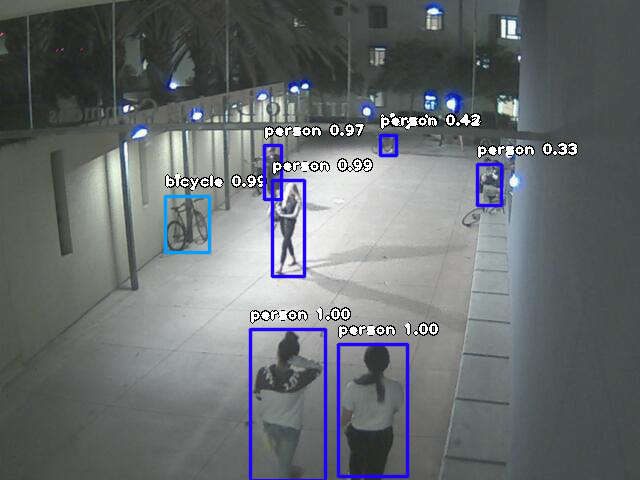 person 0.42
person 0.97
person 0.33
person 0.99
bicycle 0.99
person 1.00
person 1.00